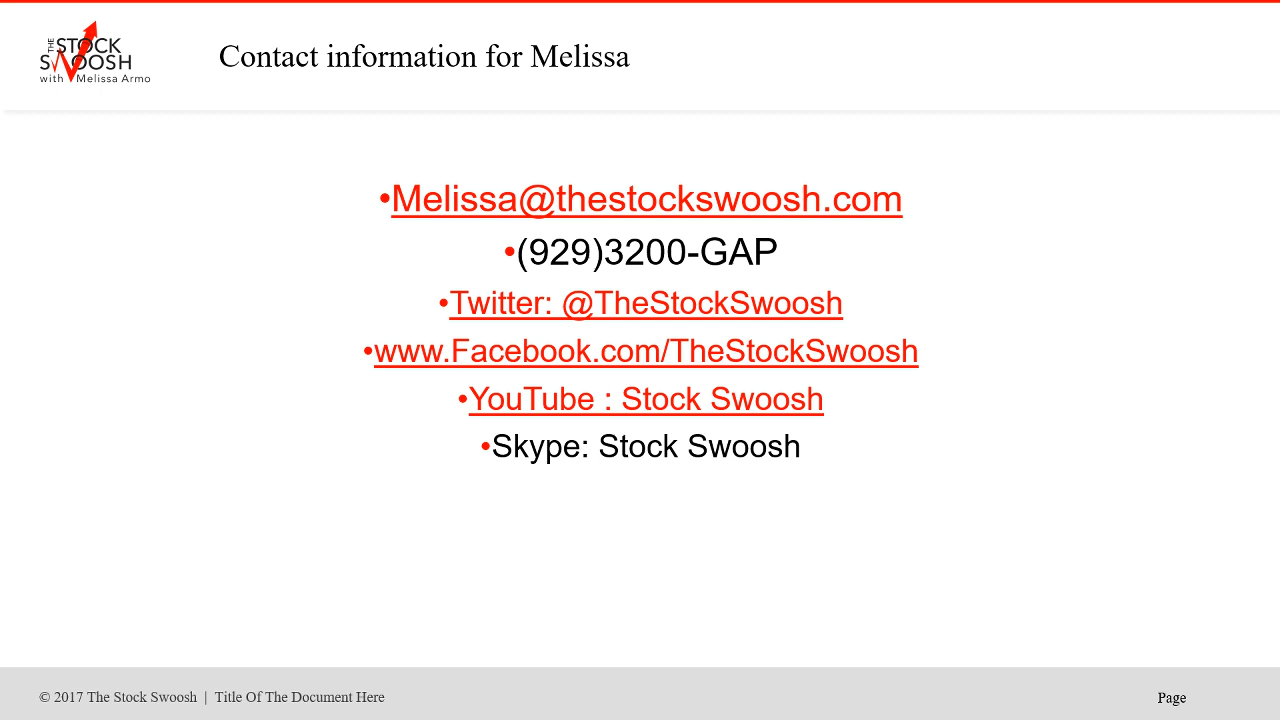 THE STOCK
SWOOSH
with Melissa Armo
Contact information for Melissa
•Melissa@thestockswoosh.com
•(929)3200-GAP
•Twitter: @TheStockSwoosh
•www.Facebook.com/TheStockSwoosh
•YouTube : Stock Swoosh
•Skype: Stock Swoosh
© 2017 The Stock Swoosh | Title Of The Document Here
Page